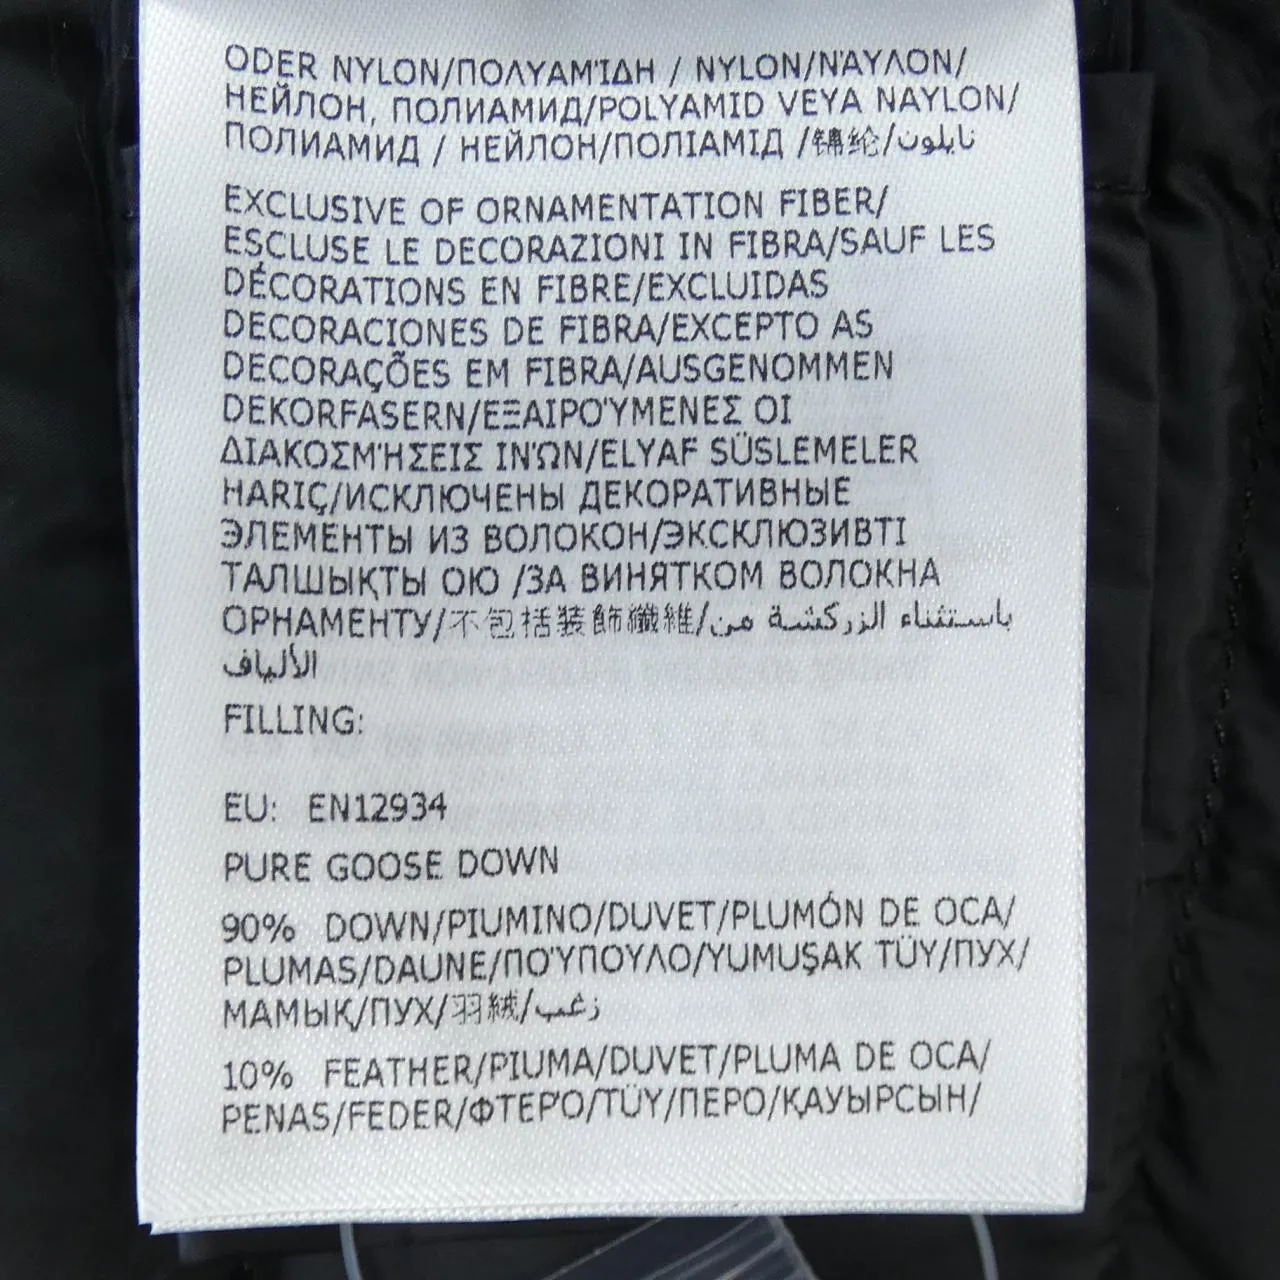 ODER NYLON/ΠΟΛΥΑΜΊΔΗ / NYLON/ΝΆΥΛΟΝ/
НЕЙЛОН, ПОЛИАМИД/POLYAMID VEYA NAYLON/
ПОЛИАМИД / НЕЙЛОН/ПОЛІАМІД /锦纶/نايلون
EXCLUSIVE OF ORNAMENTATION FIBER/
ESCLUSE LE DECORAZIONI IN FIBRA/SAUF LES
DÉCORATIONS EN FIBRE/EXCLUIDAS
DECORACIONES DE FIBRA/EXCEPTO AS
DECORAÇÕES EM FIBRA/AUSGENOMMEN
DEKORFASERN/ΕΞΑΙΡΟΎΜΕΝΕΣ ΟΙ
ΔΙΑΚΟΣΜΉΣΕΙΣ ΙΝΏΝ/ELYAF SÜSLEMELER
HARIÇ/ИСКЛЮЧЕНЫ ДЕКОРАТИВНЫЕ
ЭЛЕМЕНТЫ ИЗ ВОЛОКОН/ЭКСКЛЮЗИВТІ
ТАЛШЫҚТЫ ОЮ /ЗА ВИНЯТКОМ ВОЛОКНА
ОРНАМЕНТУ/不包括装飾纖維/باستثناء الزركشة من
الألياف
FILLING:
EU: EN12934
PURE GOOSE DOWN
90% DOWN/PIUMINO/DUVET/PLUMÓN DE OCA/
PLUMAS/DAUNE/ΠΟΎΠΟΥΛΟ/YUMUŞAK TÜY/ПУХ/
МАМЫҚ/ПУХ/羽絨/زغب
10% FEATHER/PIUMA/DUVET/PLUMA DE OCA/
PENAS/FEDER/ΦΤΕΡΌ/TÜY/ПЕРО/ҚАУЫРСЫН/